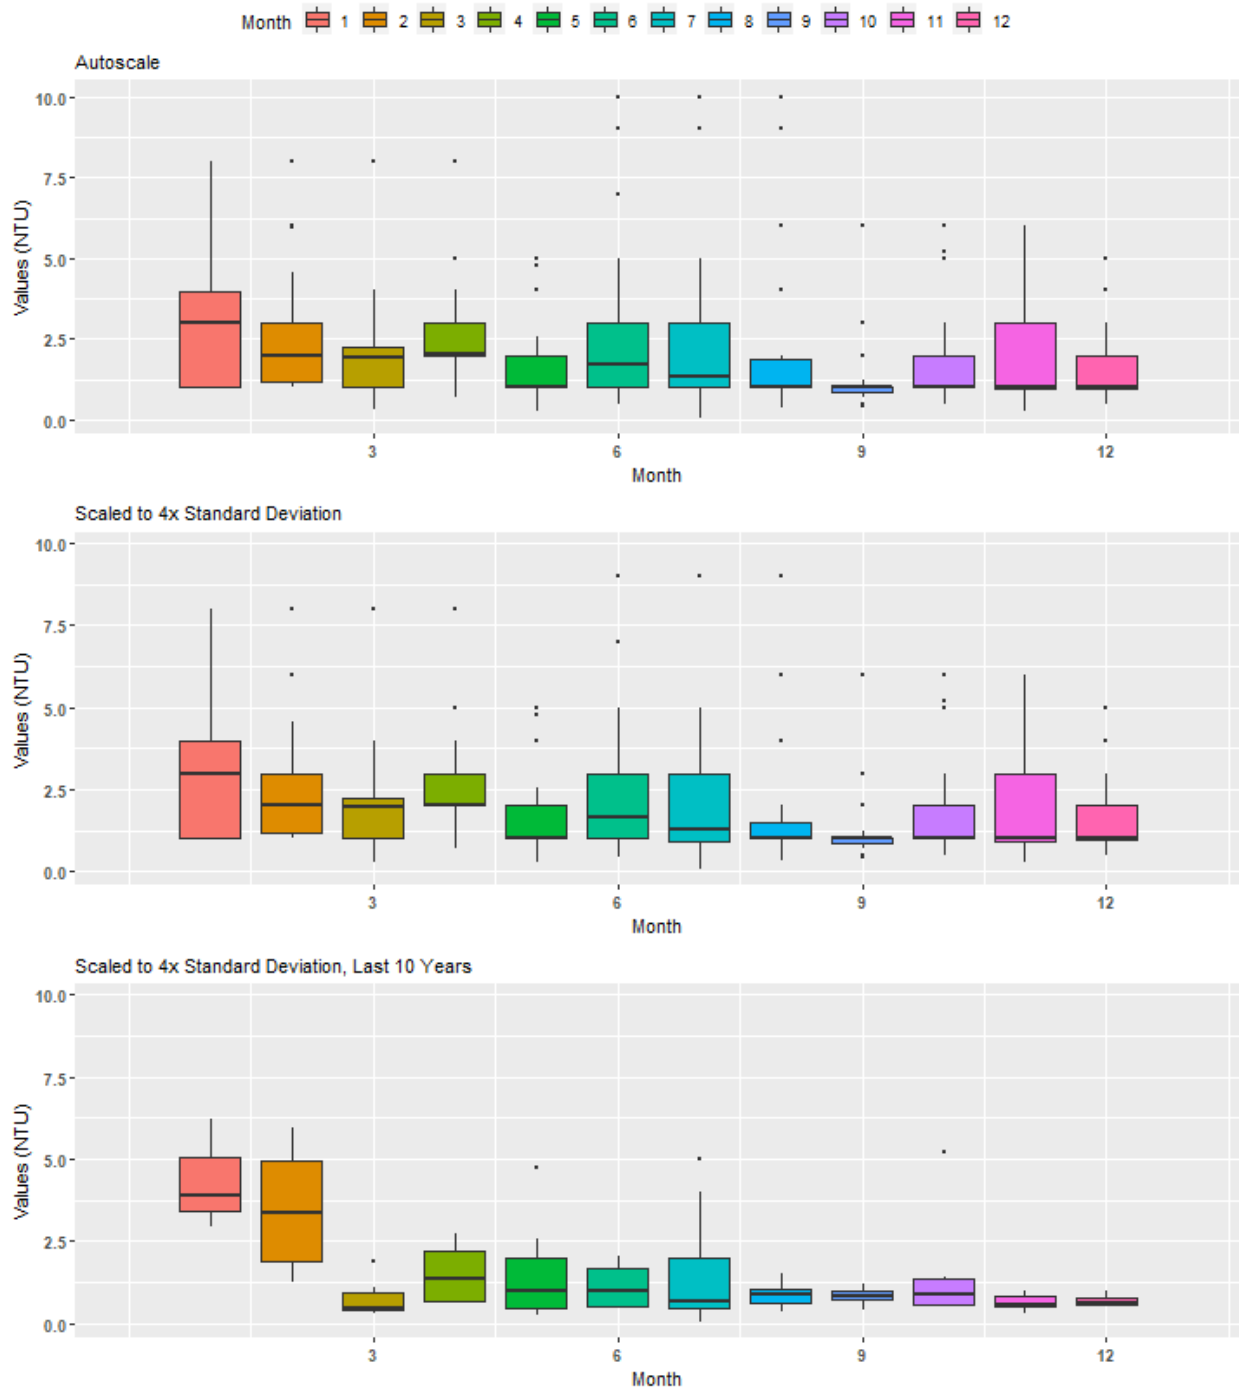 Month 1 2 3 4 5 6 7 8 9 10 11 12
Autoscale
10.0
7.5
5.0
2.5
0.0
Values (NTU)
3 6 9 12
Month
Scaled to 4x Standard Deviation
10.0
7.5
5.0
2.5
0.0
Values (NTU)
3 6 9 12
Month
Scaled to 4x Standard Deviation, Last 10 Years
10.0
7.5
5.0
2.5
0.0
Values (NTU)
3 6 9 12
Month